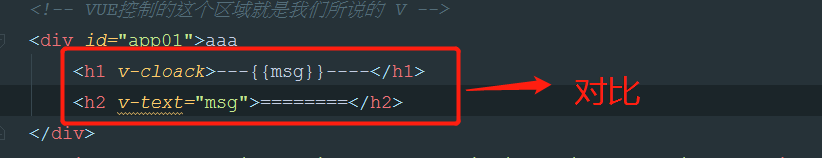 <!-- VUE控制的这个区域就是我们所说的 V -->
<div id="app01">aaa
<h1 v-cloack>---{{msg}}----</h1>
<h2 v-text="msg">========</h2>
对比
</div>